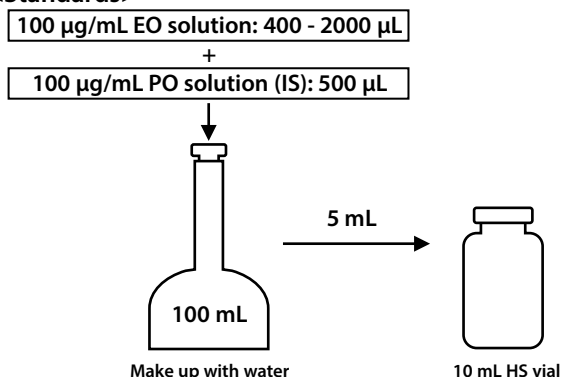 100 µg/mL EO solution: 400 - 2000 µL
+
100 µg/mL PO solution (IS): 500 µL
5 mL
100 mL
Make up with water
10 mL HS vial